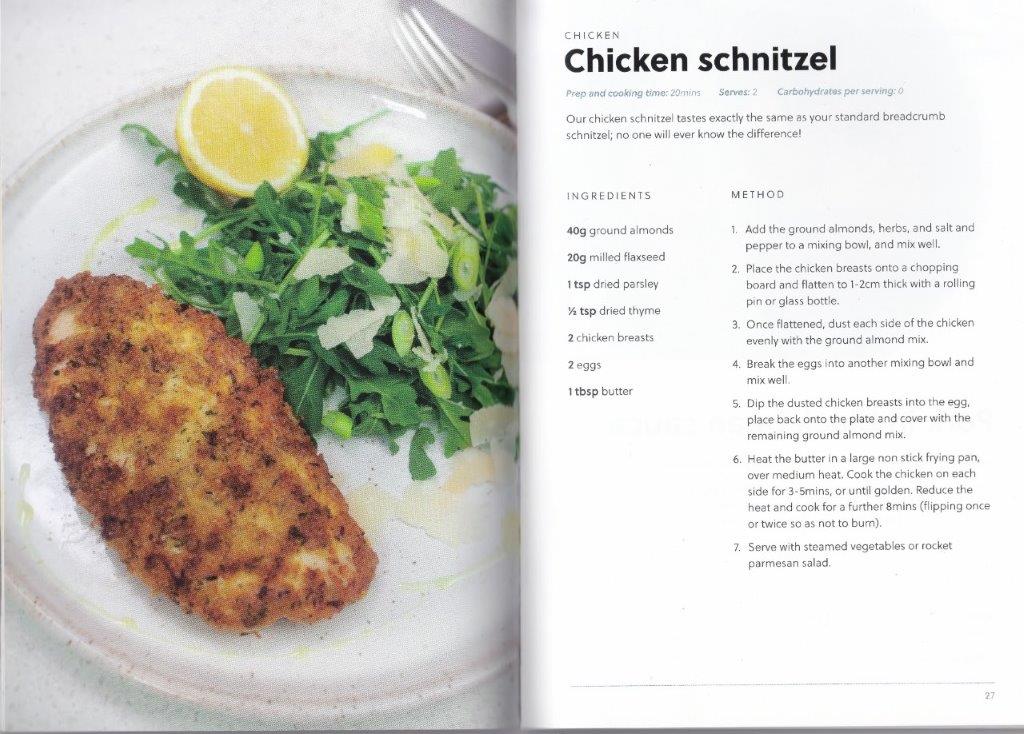 CHICKEN
Chicken schnitzel
Prep and cooking time: 20mins Serves: 2 Carbohydrates per serving: 0
Our chicken schnitzel tastes exactly the same as your standard breadcrumb
schnitzel; no one will ever know the difference!
INGREDIENTS
40g ground almonds
20g milled flaxseed
1 tsp dried parsley
½ tsp dried thyme
2 chicken breasts
2 eggs
1 tbsp butter
METHOD
1. Add the ground almonds, herbs, and salt and
pepper to a mixing bowl, and mix well.
2. Place the chicken breasts onto a chopping
board and flatten to 1-2cm thick with a rolling
pin or glass bottle.
3. Once flattened, dust each side of the chicken
evenly with the ground almond mix.
4. Break the eggs into another mixing bowl and
mix well.
5. Dip the dusted chicken breasts into the egg,
place back onto the plate and cover with the
remaining ground almond mix.
6. Heat the butter in a large non stick frying pan,
over medium heat. Cook the chicken on each
side for 3-5mins, or until golden. Reduce the
heat and cook for a further 8mins (flipping once
or twice so as not to burn).
7. Serve with steamed vegetables or rocket
parmesan salad.
27